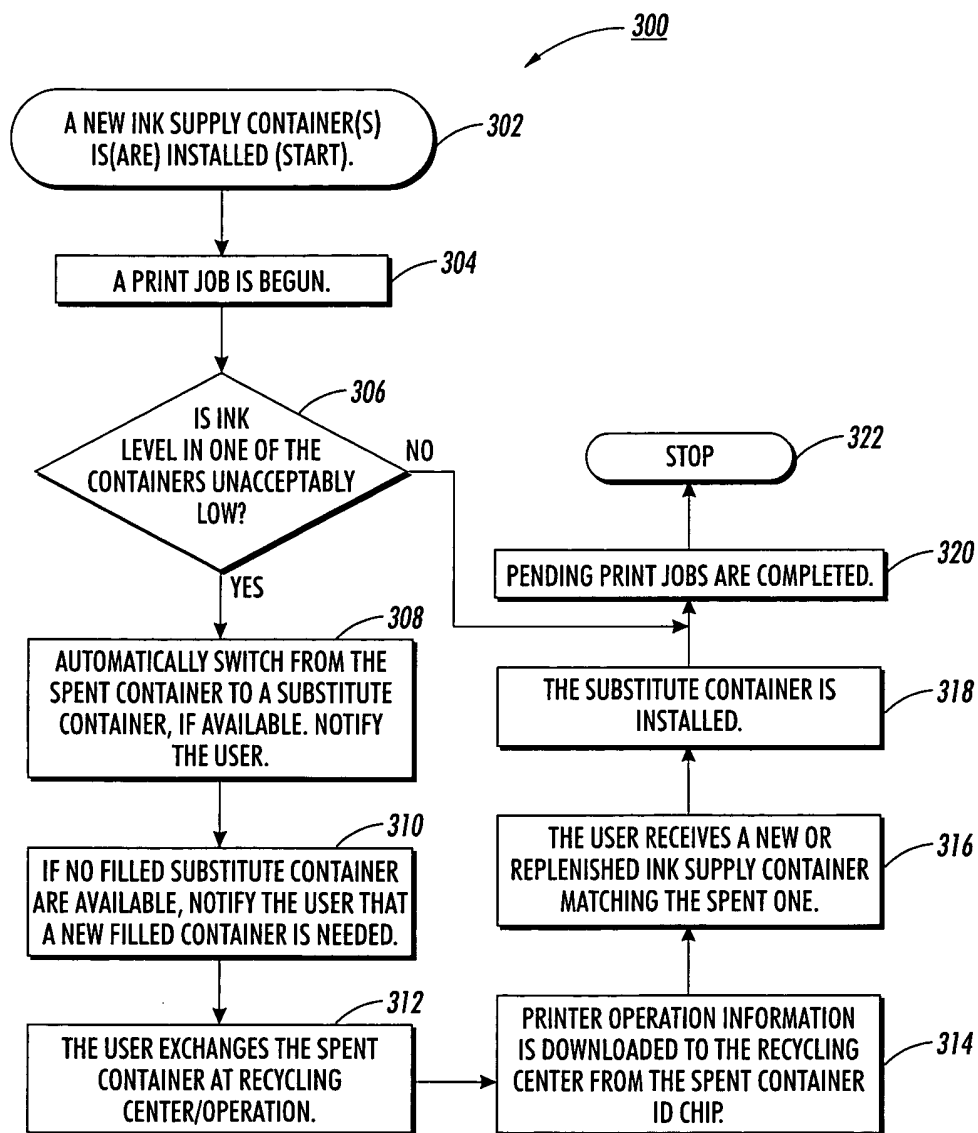 300
A NEW INK SUPPLY CONTAINER(S)
IS(ARE) INSTALLED (START).
302
A PRINT JOB IS BEGUN.
304
306
IS INK
LEVEL IN ONE OF THE
CONTAINERS UNACCEPTABLY
LOW?
NO
YES
308
AUTOMATICALLY SWITCH FROM THE
SPENT CONTAINER TO A SUBSTITUTE
CONTAINER, IF AVAILABLE. NOTIFY
THE USER.
310
IF NO FILLED SUBSTITUTE CONTAINER
ARE AVAILABLE, NOTIFY THE USER THAT
A NEW FILLED CONTAINER IS NEEDED.
312
THE USER EXCHANGES THE SPENT
CONTAINER AT RECYCLING
CENTER/OPERATION.
PRINTER OPERATION INFORMATION
IS DOWNLOADED TO THE RECYCLING
CENTER FROM THE SPENT CONTAINER
ID CHIP.
314
THE USER RECEIVES A NEW OR
REPLENISHED INK SUPPLY CONTAINER
MATCHING THE SPENT ONE.
316
THE SUBSTITUTE CONTAINER IS
INSTALLED.
318
PENDING PRINT JOBS ARE COMPLETED.
320
STOP
322